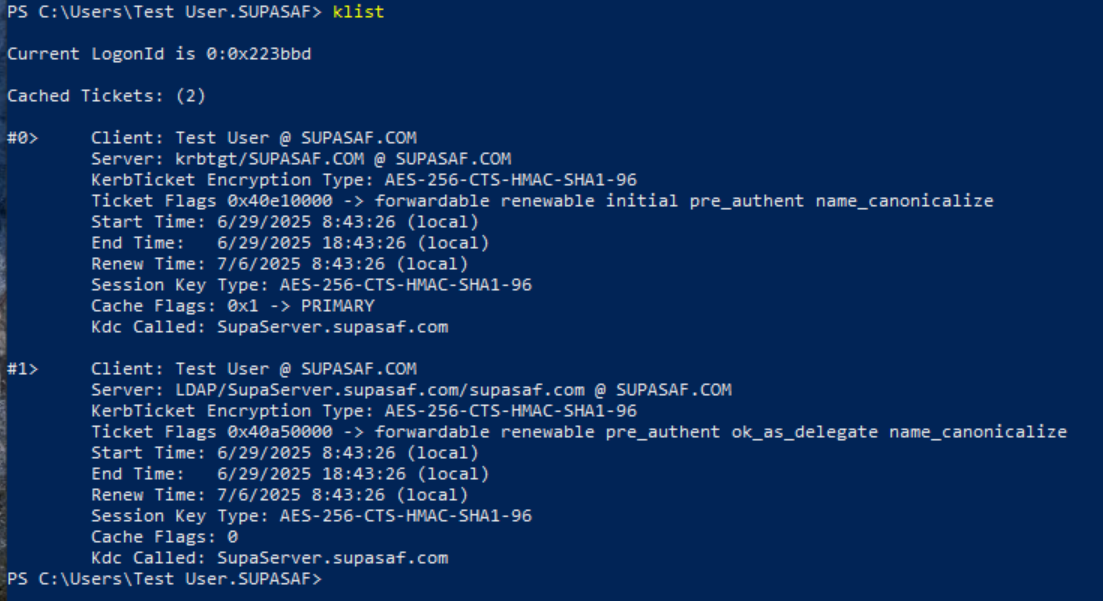 PS C:\Users\Test User.SUPASAF> klist
Current LogonId is 0:0x223bbd
Cached Tickets: (2)
#0> Client: Test User @ SUPASAF.COM
Server: krbtgt/SUPASAF.COM @ SUPASAF.COM
KerbTicket Encryption Type: AES-256-CTS-HMAC-SHA1-96
Ticket Flags 0x40e10000 -> forwardable renewable initial pre_authent name_canonicalize
Start Time: 6/29/2025 8:43:26 (local)
End Time: 6/29/2025 18:43:26 (local)
Renew Time: 7/6/2025 8:43:26 (local)
Session Key Type: AES-256-CTS-HMAC-SHA1-96
Cache Flags: 0x1 -> PRIMARY
Kdc Called: SupaServer.supasaf.com
#1> Client: Test User @ SUPASAF.COM
Server: LDAP/SupaServer.supasaf.com/supasaf.com @ SUPASAF.COM
KerbTicket Encryption Type: AES-256-CTS-HMAC-SHA1-96
Ticket Flags 0x40a50000 -> forwardable renewable pre_authent ok_as_delegate name_canonicalize
Start Time: 6/29/2025 8:43:26 (local)
End Time: 6/29/2025 18:43:26 (local)
Renew Time: 7/6/2025 8:43:26 (local)
Session Key Type: AES-256-CTS-HMAC-SHA1-96
Cache Flags: 0
Kdc Called: SupaServer.supasaf.com
PS C:\Users\Test User.SUPASAF>